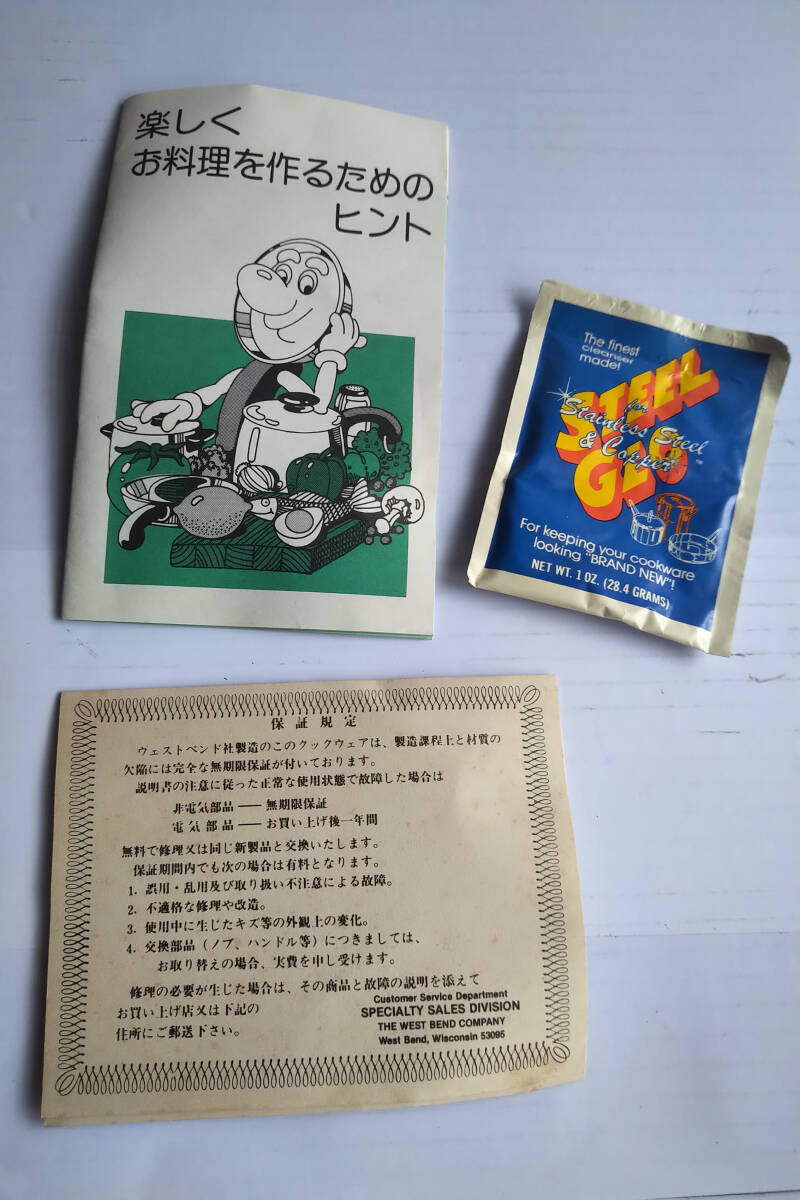 楽しく
お料理を作るための
ヒント
The finest
cleanser
made!
STEEL
for
Stainless Steel
& Copper™
GLO
For keeping your cookware
looking "BRAND NEW"!
NET WT. 1 OZ. (28.4 GRAMS)
保証規定
ウェストベンド社製造のこのクックウェアは、製造課程上と材質の
欠陥には完全な無期限保証が付いております。
説明書の注意に従った正常な使用状態で故障した場合は
非電気部品 ―― 無期限保証
電気部品 ―― お買い上げ後一年間
無料で修理又は同じ新製品と交換いたします。
保証期間内でも次の場合は有料となります。
1. 誤用・乱用及び取り扱い不注意による故障。
2. 不適格な修理や改造。
3. 使用中に生じたキズ等の外観上の変化。
4. 交換部品(ノブ、ハンドル等)につきましては、
お取り替えの場合、実費を申し受けます。
修理の必要が生じた場合は、その商品と故障の説明を添えて
お買い上げ店又は下記の
住所にご郵送下さい。
Customer Service Department
SPECIALTY SALES DIVISION
THE WEST BEND COMPANY
West Bend, Wisconsin 53095